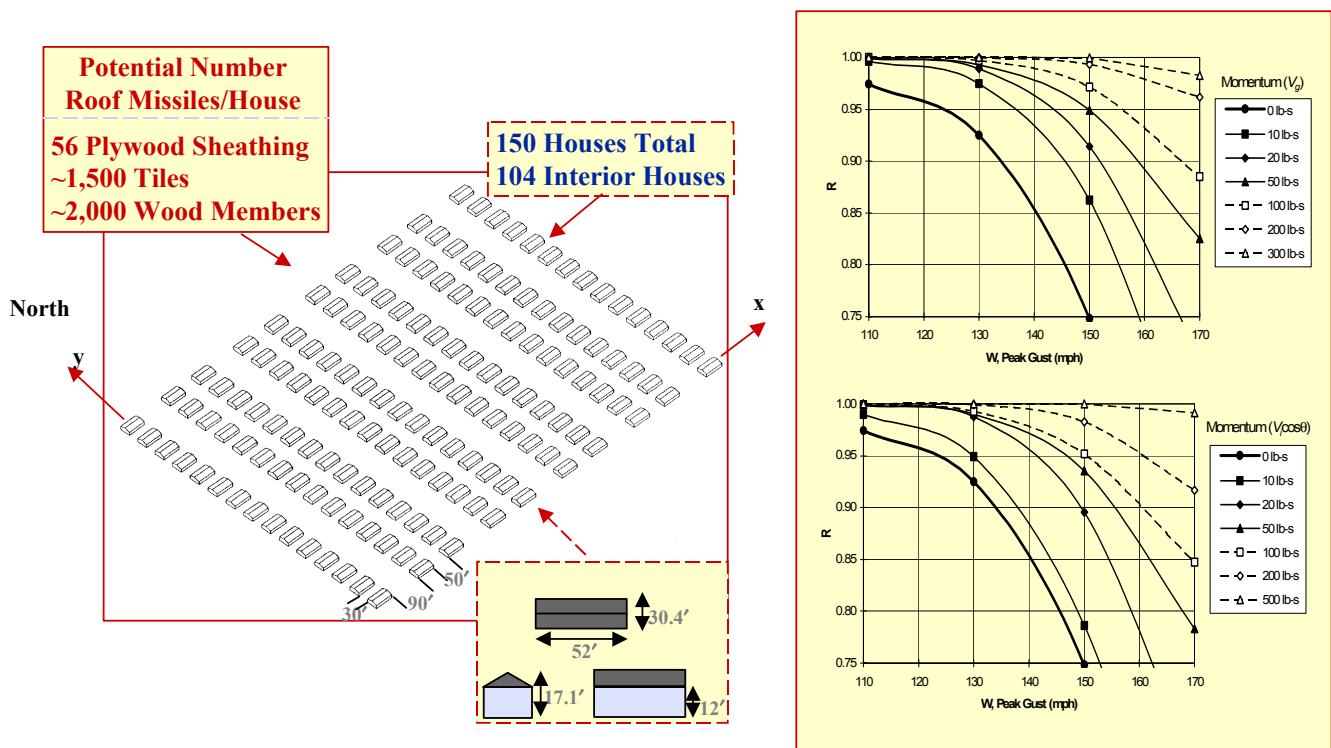 Potential Number
Roof Missiles/House
56 Plywood Sheathing
~1,500 Tiles
~2,000 Wood Members
150 Houses Total
104 Interior Houses
North
y
x
50′
90′
30′
30.4′
52′
17.1′
12′
1.00
0.95
0.90
0.85
0.80
0.75
R
110 120 130 140 150 160 170
W, Peak Gust (mph)
Momentum (Vg)
0 lb-s
10 lb-s
20 lb-s
50 lb-s
100 lb-s
200 lb-s
300 lb-s
1.00
0.95
0.90
0.85
0.80
0.75
R
110 120 130 140 150 160 170
W, Peak Gust (mph)
0 lb-s
10 lb-s
20 lb-s
50 lb-s
100 lb-s
200 lb-s
500 lb-s